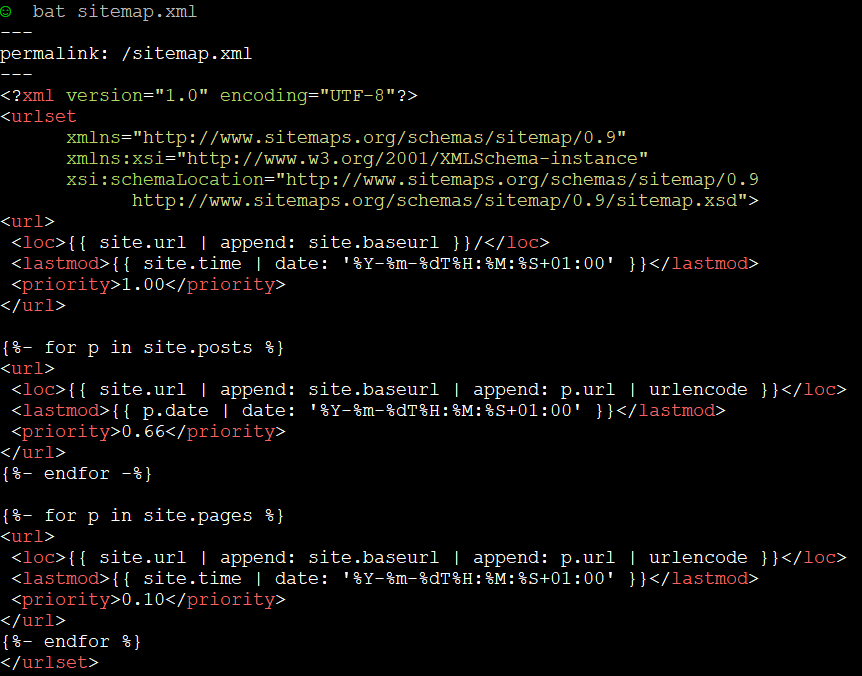 ☺ bat sitemap.xml
---
permalink: /sitemap.xml
---
<?xml version="1.0" encoding="UTF-8"?>
<urlset
      xmlns="http://www.sitemaps.org/schemas/sitemap/0.9"
      xmlns:xsi="http://www.w3.org/2001/XMLSchema-instance"
      xsi:schemaLocation="http://www.sitemaps.org/schemas/sitemap/0.9
            http://www.sitemaps.org/schemas/sitemap/0.9/sitemap.xsd">
<url>
 <loc>{{ site.url | append: site.baseurl }}/</loc>
 <lastmod>{{ site.time | date: '%Y-%m-%dT%H:%M:%S+01:00' }}</lastmod>
 <priority>1.00</priority>
</url>

{%- for p in site.posts %}
<url>
 <loc>{{ site.url | append: site.baseurl | append: p.url | urlencode }}</loc>
 <lastmod>{{ p.date | date: '%Y-%m-%dT%H:%M:%S+01:00' }}</lastmod>
 <priority>0.66</priority>
</url>
{%- endfor -%}

{%- for p in site.pages %}
<url>
 <loc>{{ site.url | append: site.baseurl | append: p.url | urlencode }}</loc>
 <lastmod>{{ site.time | date: '%Y-%m-%dT%H:%M:%S+01:00' }}</lastmod>
 <priority>0.10</priority>
</url>
{%- endfor %}
</urlset>